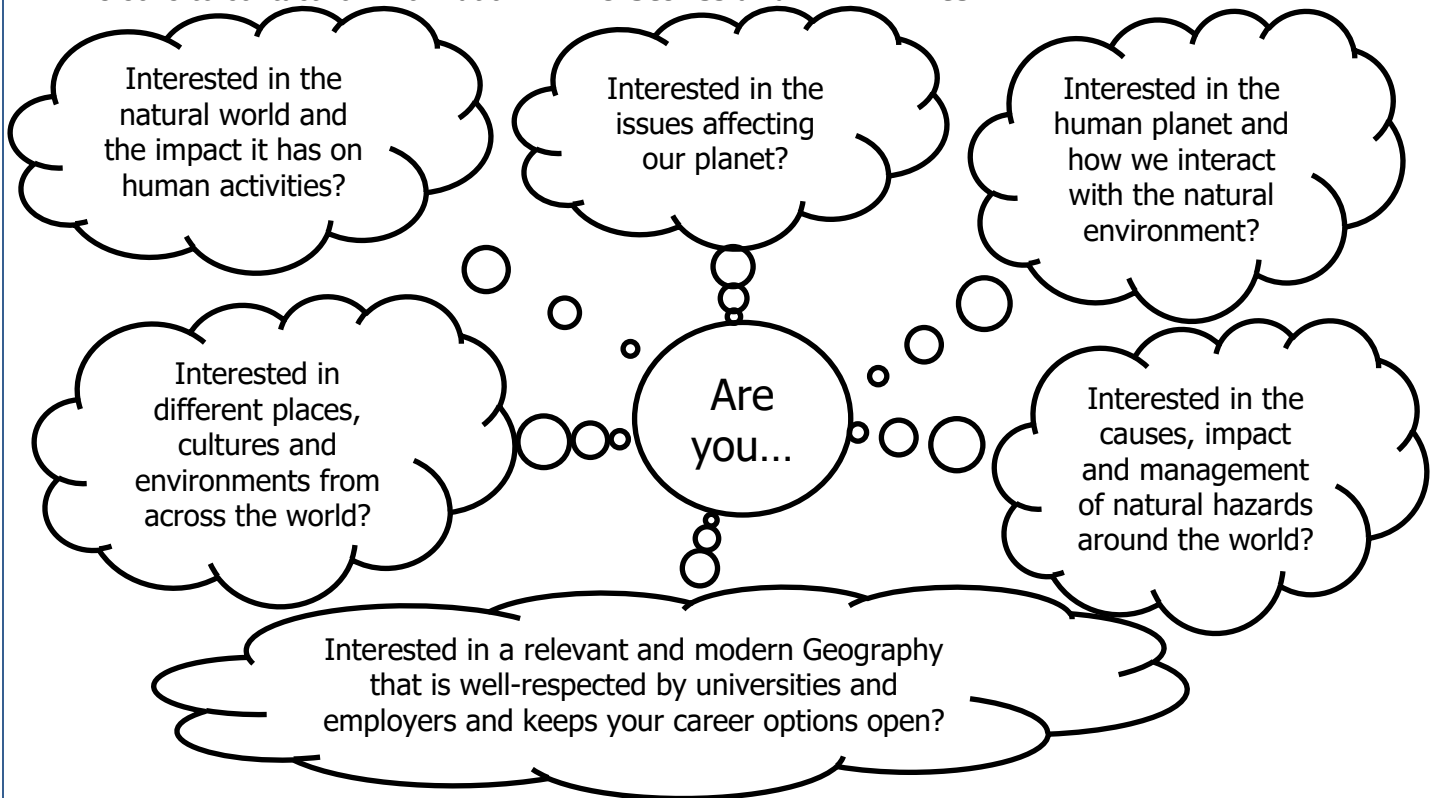 Interested in the
natural world and
the impact it has on
human activities?
Interested in the
issues affecting
our planet?
Interested in the
human planet and
how we interact
with the natural
environment?
Are
you...
Interested in
different places,
cultures and
environments from
across the world?
Interested in the
causes, impact
and management
of natural hazards
around the world?
Interested in a relevant and modern Geography
that is well-respected by universities and
employers and keeps your career options open?